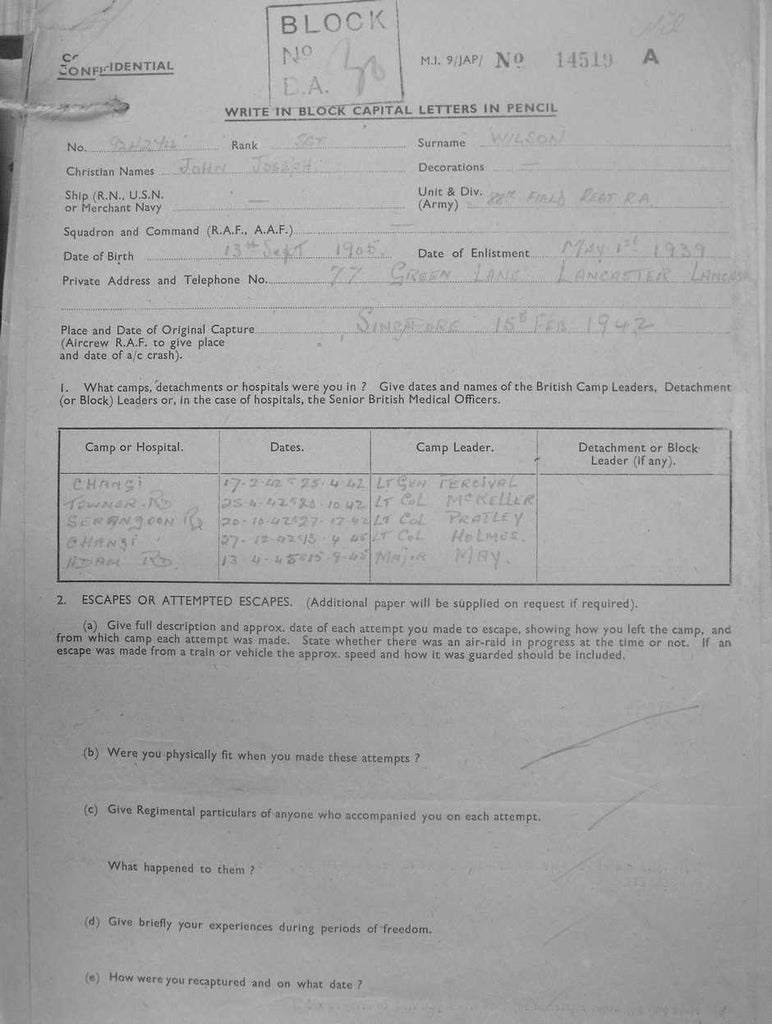 BLOCK
Nº
D.A.
CONFIDENTIAL
M.I. 9/JAP/ Nº 14519 A
Nil
WRITE IN BLOCK CAPITAL LETTERS IN PENCIL
No. Rank SGT Surname WILSON
Christian Names JOHN JOSEPH Decorations —
Ship (R.N., U.S.N. or Merchant Navy — Unit & Div. (Army) 88TH FIELD REGT R.A.
Squadron and Command (R.A.F., A.A.F.) —
Date of Birth 13th Sept 1905 Date of Enlistment MAY 1st 1939
Private Address and Telephone No. 77 GREEN LANE LANCASTER LANCASH
Place and Date of Original Capture SINGAPORE 15th FEB 1942
(Aircrew R.A.F. to give place
and date of a/c crash).
1. What camps, detachments or hospitals were you in ? Give dates and names of the British Camp Leaders, Detachment
(or Block) Leaders or, in the case of hospitals, the Senior British Medical Officers.
Camp or Hospital. Dates. Camp Leader. Detachment or Block Leader (if any).
CHANGI 17-2-42 25-4-42 LT GEN PERCIVAL
TOWNER RD 25-4-42 20-10-42 LT COL McKELLER
SERANGOON RD 20-10-42 27-12-42 LT COL PRATLEY
CHANGI 27-12-42 13-4-45 LT COL HOLMES.
ADAM RD. 13-4-45 15-9-45 MAJOR MAY.
2. ESCAPES OR ATTEMPTED ESCAPES. (Additional paper will be supplied on request if required).
(a) Give full description and approx. date of each attempt you made to escape, showing how you left the camp, and
from which camp each attempt was made. State whether there was an air-raid in progress at the time or not. If an
escape was made from a train or vehicle the approx. speed and how it was guarded should be included.
(b) Were you physically fit when you made these attempts ?
(c) Give Regimental particulars of anyone who accompanied you on each attempt.
What happened to them ?
(d) Give briefly your experiences during periods of freedom.
(e) How were you recaptured and on what date ?